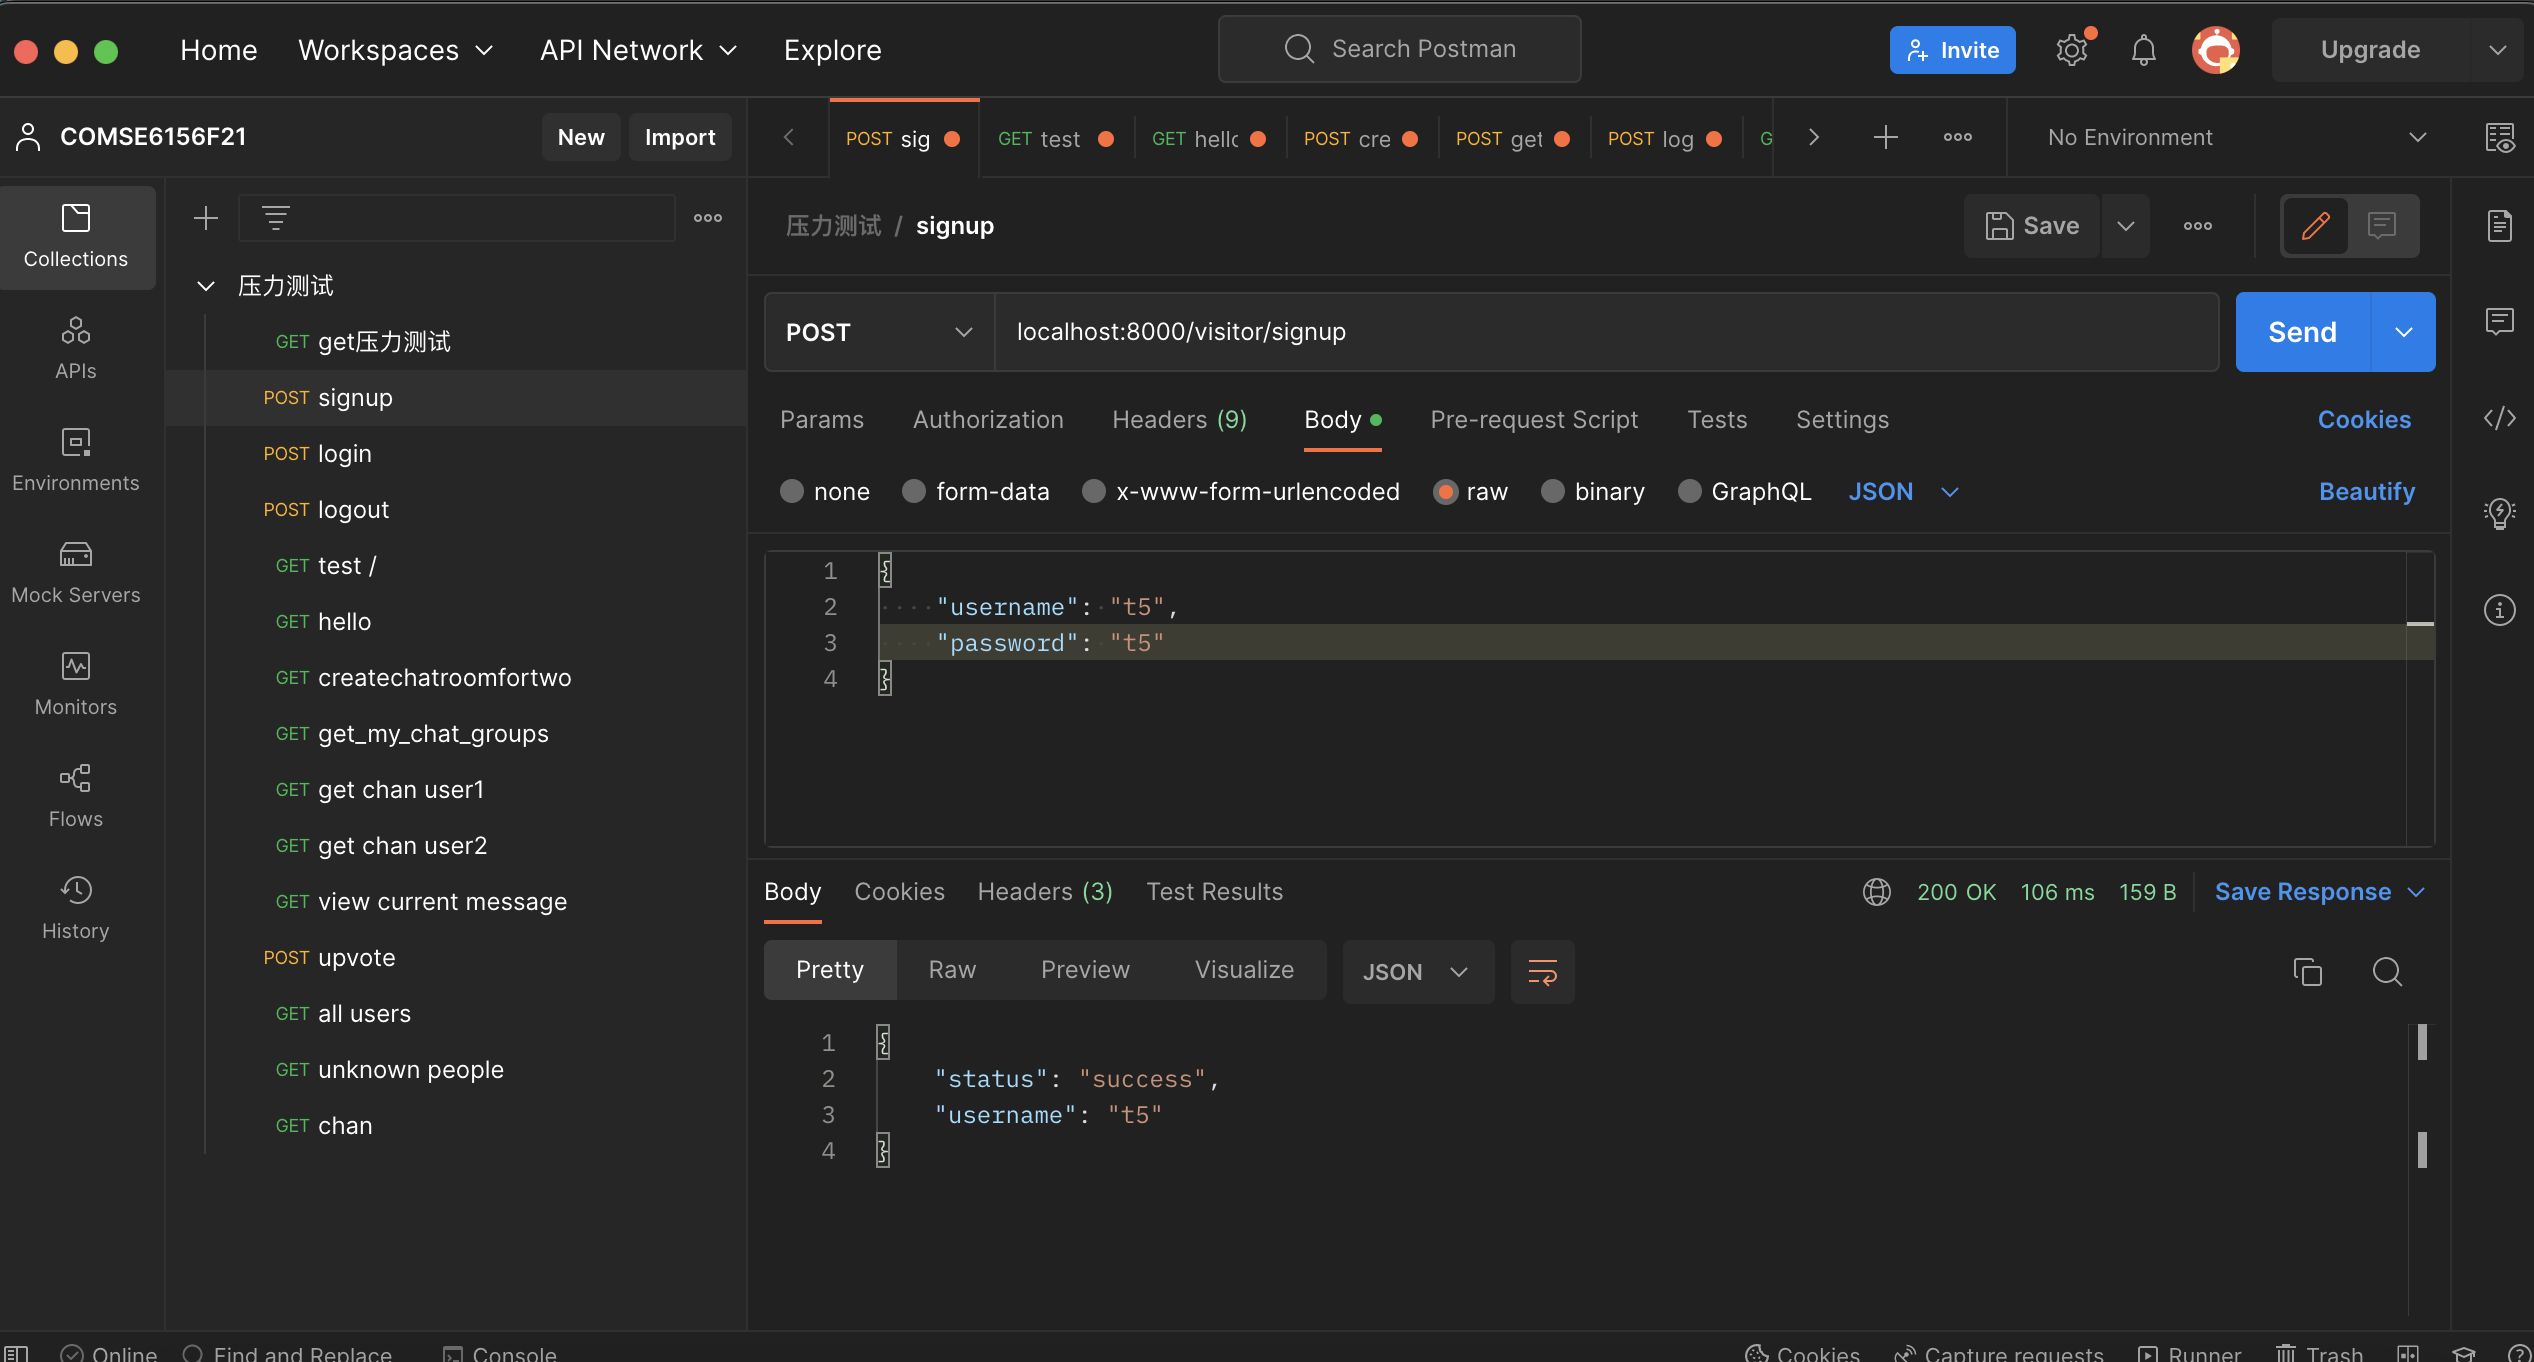 Home Workspaces API Network Explore Search Postman Invite Upgrade
COMSE6156F21 New Import
POST sig GET test GET hello POST cre POST get POST log G No Environment
Collections
APIs
Environments
Mock Servers
Monitors
Flows
History
压力测试
GET get压力测试
POST signup
POST login
POST logout
GET test /
GET hello
GET createchatroomfortwo
GET get_my_chat_groups
GET get chan user1
GET get chan user2
GET view current message
POST upvote
GET all users
GET unknown people
GET chan
压力测试 / signup Save
POST localhost:8000/visitor/signup Send
Params Authorization Headers (9) Body Pre-request Script Tests Settings Cookies
none form-data x-www-form-urlencoded raw binary GraphQL JSON Beautify
1 {
2 "username": "t5",
3 "password": "t5"
4 }
Body Cookies Headers (3) Test Results 200 OK 106 ms 159 B Save Response
Pretty Raw Preview Visualize JSON
1 {
2 "status": "success",
3 "username": "t5"
4 }
Online Find and Replace Console Cookies Capture requests Runner Trash